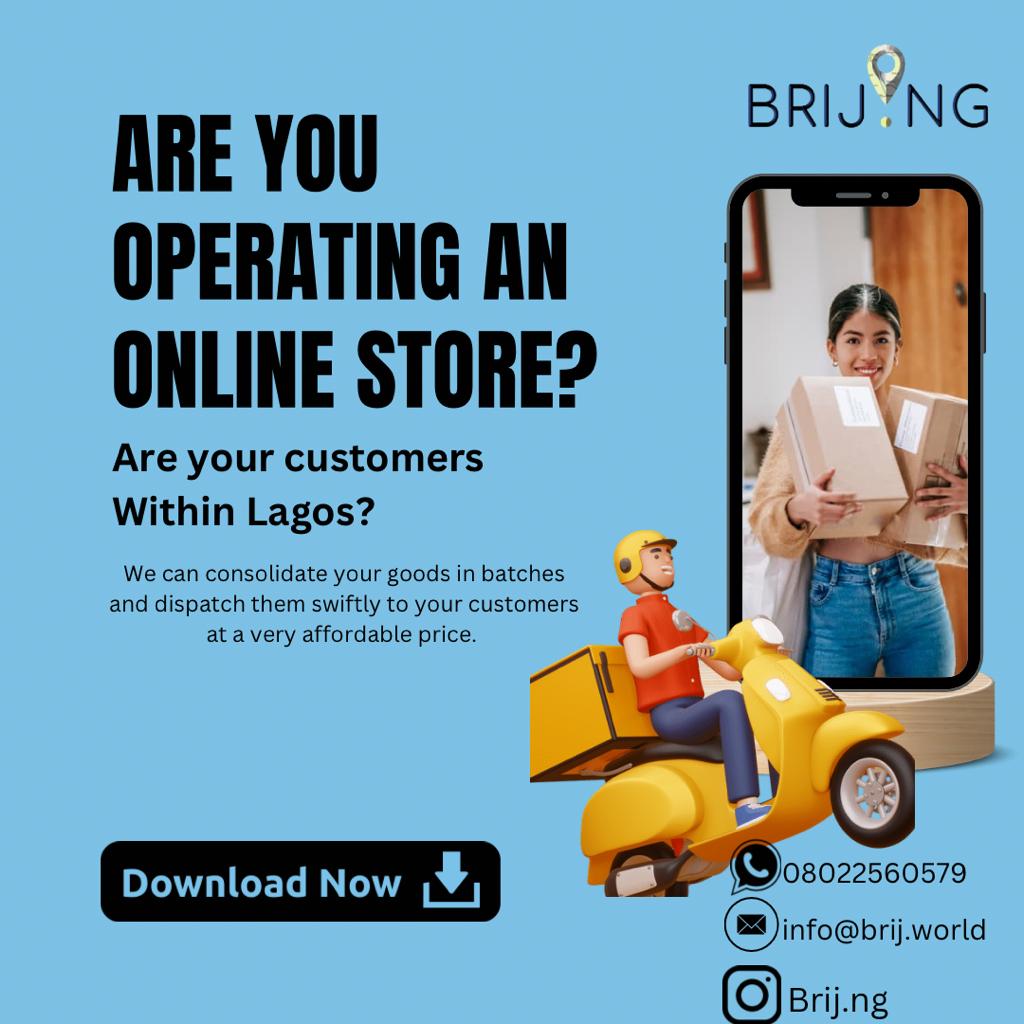 BRIJ.NG
ARE YOU
OPERATING AN
ONLINE STORE?
Are your customers
Within Lagos?
We can consolidate your goods in batches
and dispatch them swiftly to your customers
at a very affordable price.
Download Now
08022560579
info@brij.world
Brij.ng